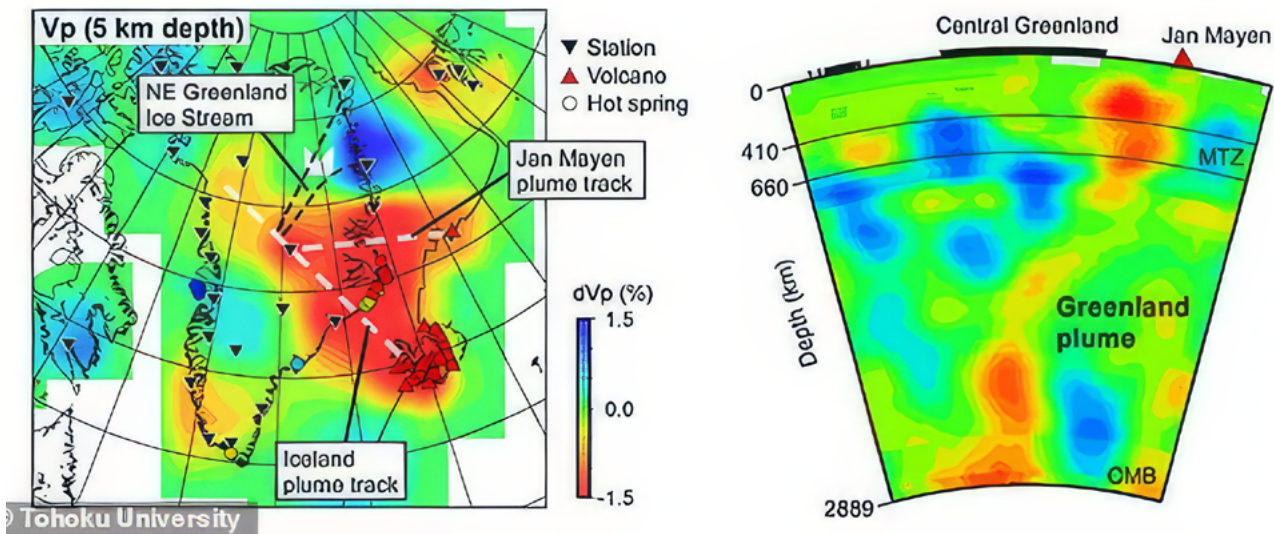 Vp (5 km depth)
NE Greenland
Ice Stream
Station
Volcano
Hot spring
Jan Mayen
plume track
dVp (%)
1.5
0.0
-1.5
Iceland
plume track
© Tohoku University
Central Greenland
Jan Mayen
0
410
660
MTZ
Depth (km)
Greenland
plume
CMB
2889